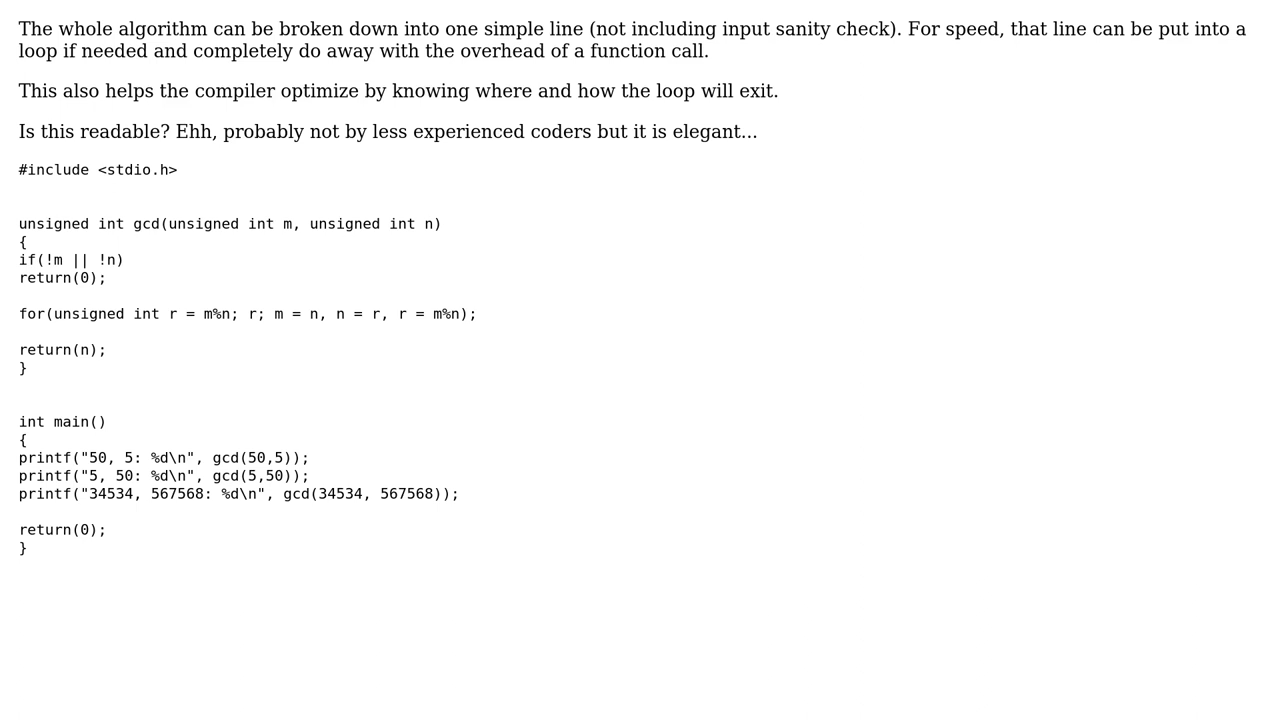 The whole algorithm can be broken down into one simple line (not including input sanity check). For speed, that line can be put into a
loop if needed and completely do away with the overhead of a function call.
This also helps the compiler optimize by knowing where and how the loop will exit.
Is this readable? Ehh, probably not by less experienced coders but it is elegant...
#include <stdio.h>
unsigned int gcd(unsigned int m, unsigned int n)
{
if(!m || !n)
return(0);
for(unsigned int r = m%n; r; m = n, n = r, r = m%n);
return(n);
}
int main()
{
printf("50, 5: %d\n", gcd(50,5));
printf("5, 50: %d\n", gcd(5,50));
printf("34534, 567568: %d\n", gcd(34534, 567568));
return(0);
}